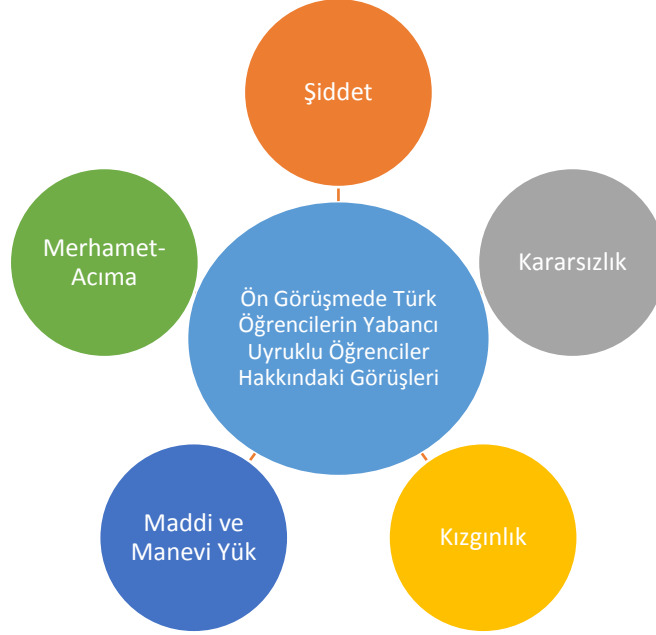 Şiddet
Merhamet-
Acıma
Kararsızlık
Ön Görüşmede Türk
Öğrencilerin Yabancı
Uyruklu Öğrenciler
Hakkındaki Görüşleri
Maddi ve
Manevi Yük
Kızgınlık